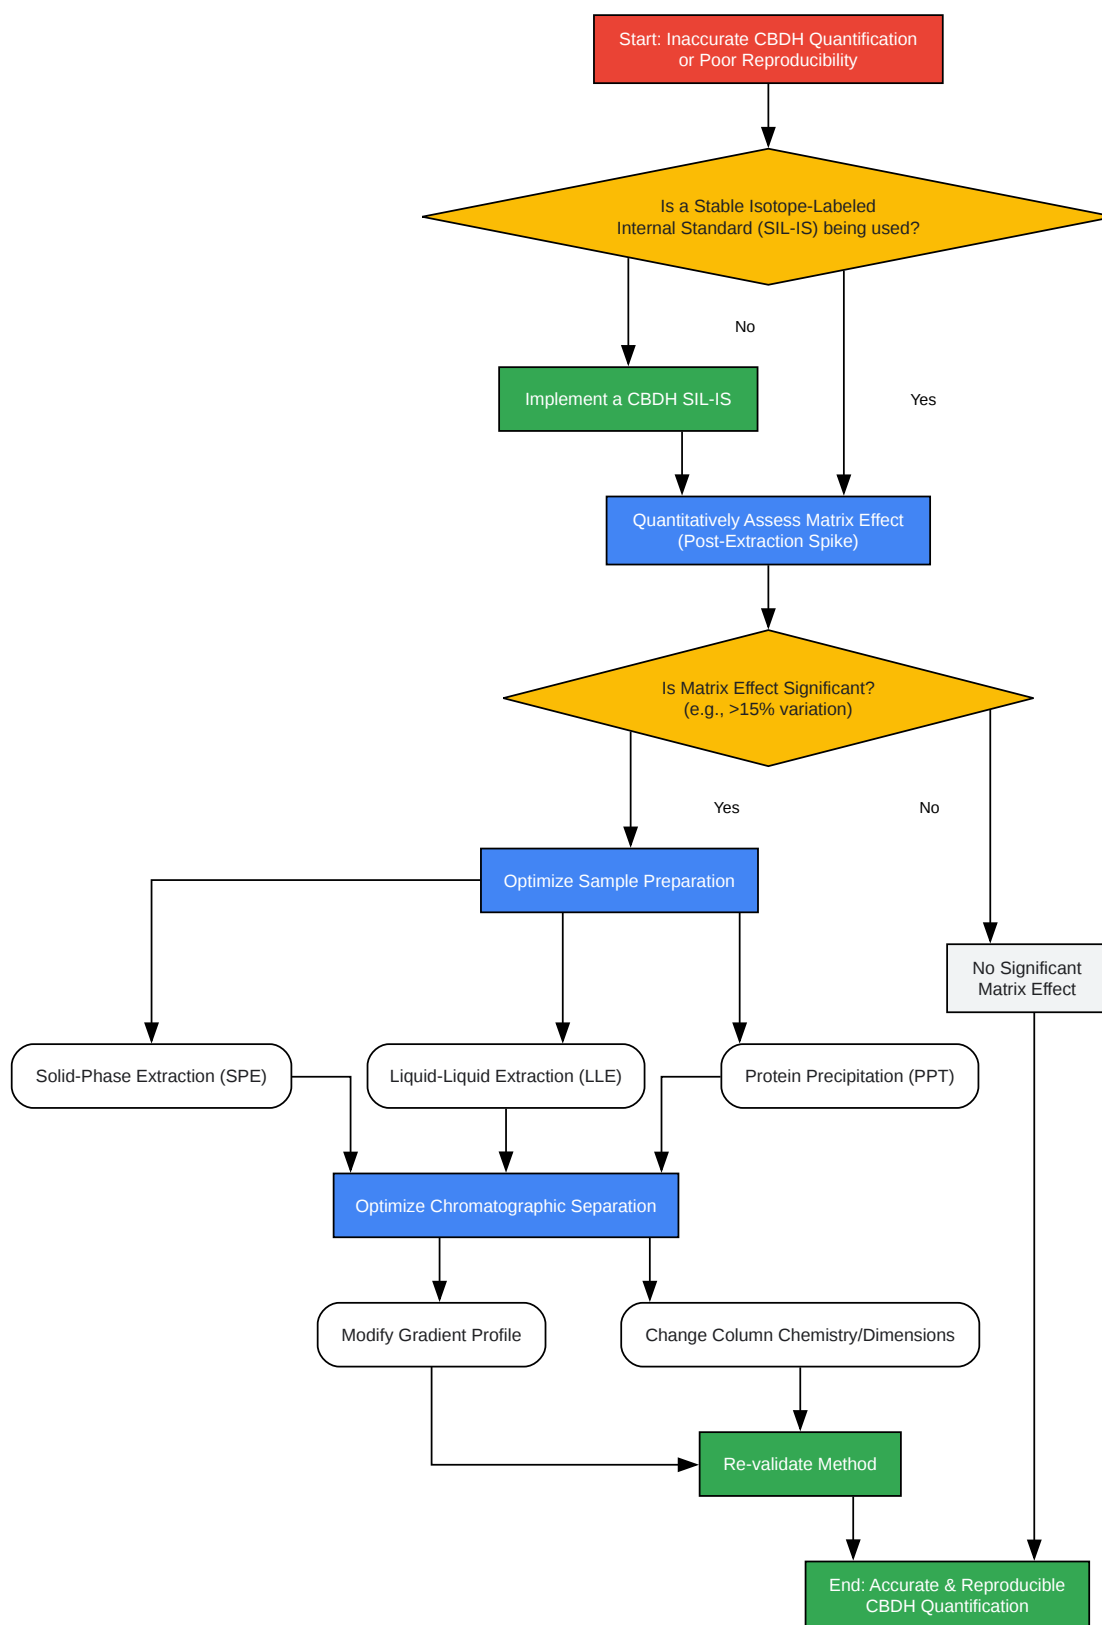 Start: Inaccurate CBDH Quantification
or Poor Reproducibility
Is a Stable Isotope-Labeled
Internal Standard (SIL-IS) being used?
No
Implement a CBDH SIL-IS
Yes
Quantitatively Assess Matrix Effect
(Post-Extraction Spike)
Is Matrix Effect Significant?
(e.g., >15% variation)
Yes
No
Optimize Sample Preparation
No Significant
Matrix Effect
Solid-Phase Extraction (SPE)
Liquid-Liquid Extraction (LLE)
Protein Precipitation (PPT)
Optimize Chromatographic Separation
Modify Gradient Profile
Change Column Chemistry/Dimensions
Re-validate Method
End: Accurate & Reproducible
CBDH Quantification